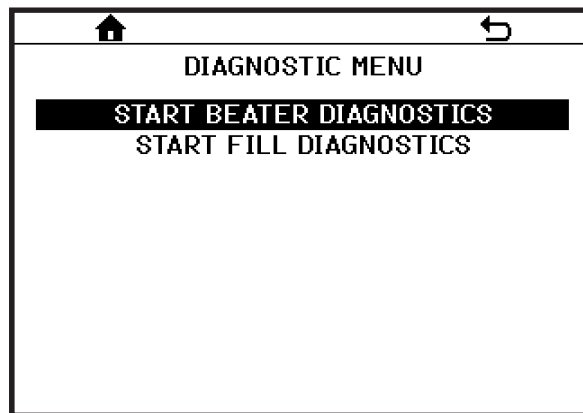 DIAGNOSTIC MENU
START BEATER DIAGNOSTICS
START FILL DIAGNOSTICS